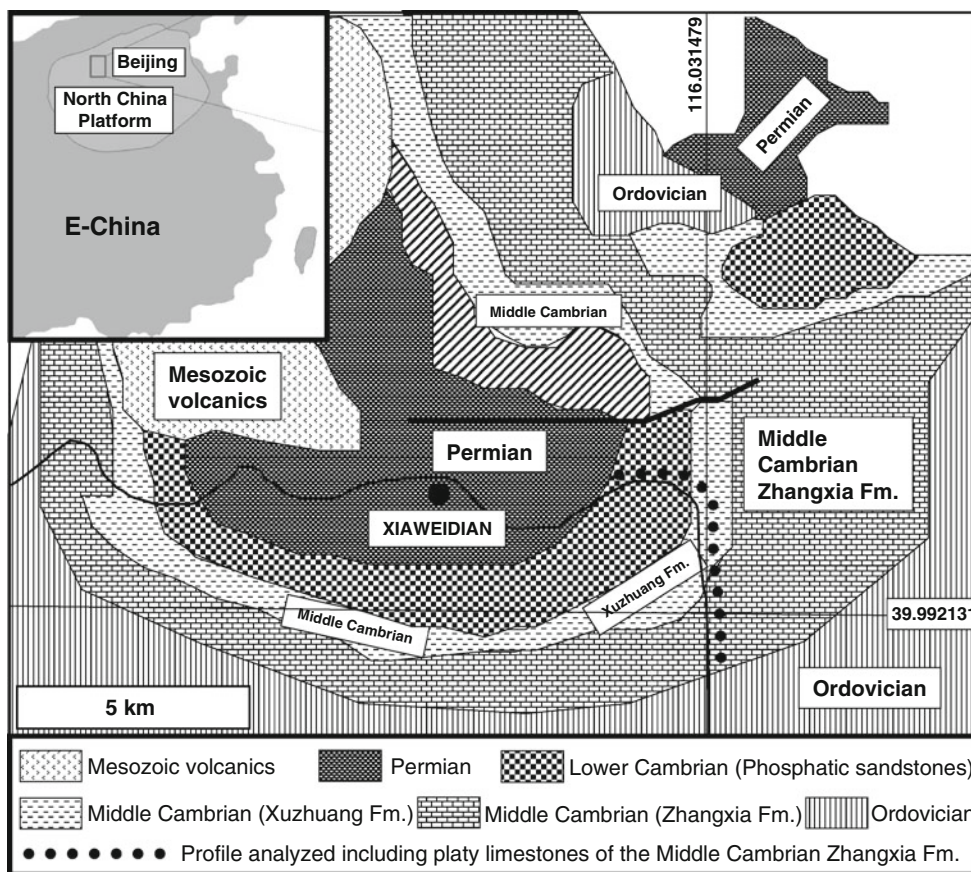 Beijing
North China
Platform
E-China
116.031479
Permian
Ordovician
Middle Cambrian
Mesozoic
volcanics
Permian
Middle
Cambrian
Zhangxia Fm.
XIAWEIDIAN
Xuzhuang Fm.
Middle Cambrian
39.992131
Ordovician
5 km
Mesozoic volcanics
Permian
Lower Cambrian (Phosphatic sandstones)
Middle Cambrian (Xuzhuang Fm.)
Middle Cambrian (Zhangxia Fm.)
Ordovician
Profile analyzed including platy limestones of the Middle Cambrian Zhangxia Fm.